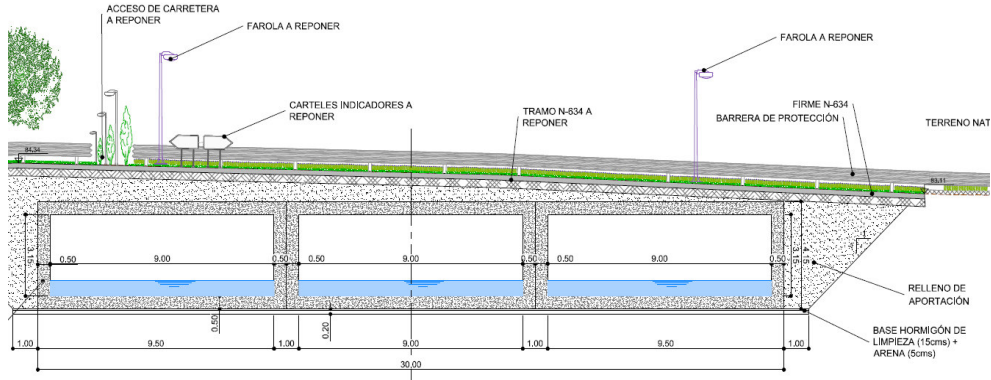 ACCESO DE CARRETERA
A REPONER
FAROLA A REPONER
FAROLA A REPONER
CARTELES INDICADORES A
REPONER
TRAMO N-634 A
REPONER
FIRME N-634
BARRERA DE PROTECCIÓN
TERRENO NAT
84,34
83,11
3.15
0.50
9.00
0.50
0.50
9.00
0.50
0.50
9.00
0.50
3.15
4.15
RELLENO DE
APORTACIÓN
0.50
0.20
BASE HORMIGÓN DE
LIMPIEZA (15cms) +
ARENA (5cms)
1.00
9.50
1.00
9.00
1.00
9.50
1.00
30.00